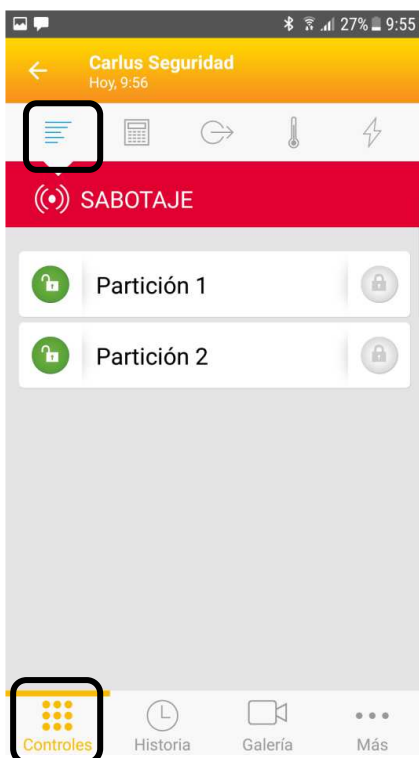 27% 9:55
Carlus Seguridad
Hoy, 9:56
SABOTAJE
Partición 1
Partición 2
Controles Historia Galería Más